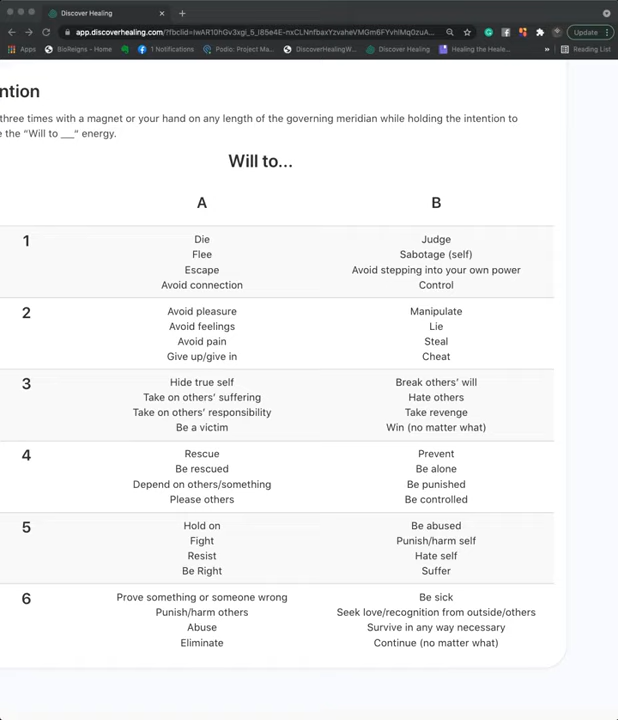 Discover Healing
app.discoverhealing.com/?fbclid=IwAR10hGv3xgi_5_l85e4E-nxCLNnfbaxYzvaheVMGm6FYvhlMq0zuA...
Update
Apps
BioReigns - Home
1 Notifications
Podio: Project Ma...
DiscoverHealingW...
Discover Healing
Healing the Heale...
»
Reading List
ntion
three times with a magnet or your hand on any length of the governing meridian while holding the intention to
e the “Will to ___” energy.
Will to...
A
B
1
Die
Judge
Flee
Sabotage (self)
Escape
Avoid stepping into your own power
Avoid connection
Control
2
Avoid pleasure
Manipulate
Avoid feelings
Lie
Avoid pain
Steal
Give up/give in
Cheat
3
Hide true self
Break others’ will
Take on others’ suffering
Hate others
Take on others’ responsibility
Take revenge
Be a victim
Win (no matter what)
4
Rescue
Prevent
Be rescued
Be alone
Depend on others/something
Be punished
Please others
Be controlled
5
Hold on
Be abused
Fight
Punish/harm self
Resist
Hate self
Be Right
Suffer
6
Prove something or someone wrong
Be sick
Punish/harm others
Seek love/recognition from outside/others
Abuse
Survive in any way necessary
Eliminate
Continue (no matter what)